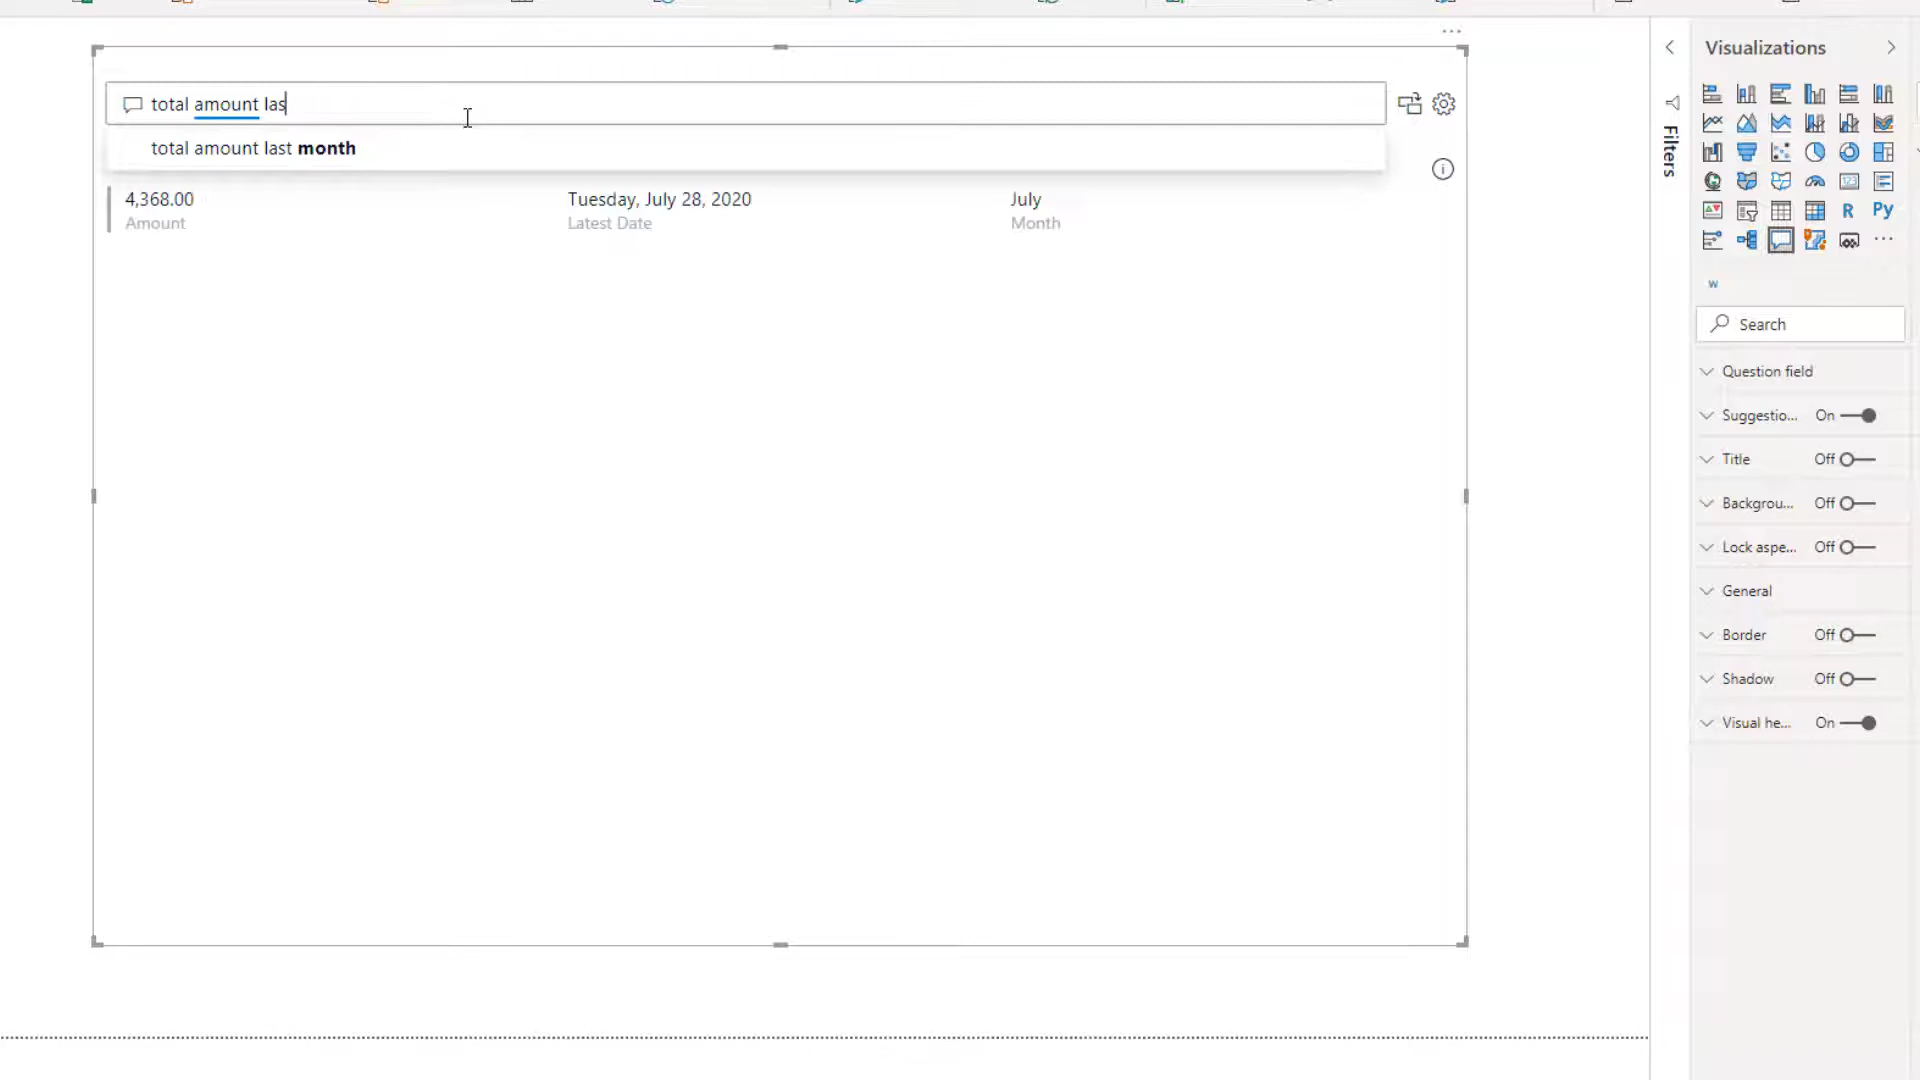 Visualizations
total amount las
total amount last month
Filters
4,368.00
Amount
Tuesday, July 28, 2020
Latest Date
July
Month
123
R
Py
W
Search
Question field
Suggestio... On
Title Off
Backgrou... Off
Lock aspe... Off
General
Border Off
Shadow Off
Visual he... On